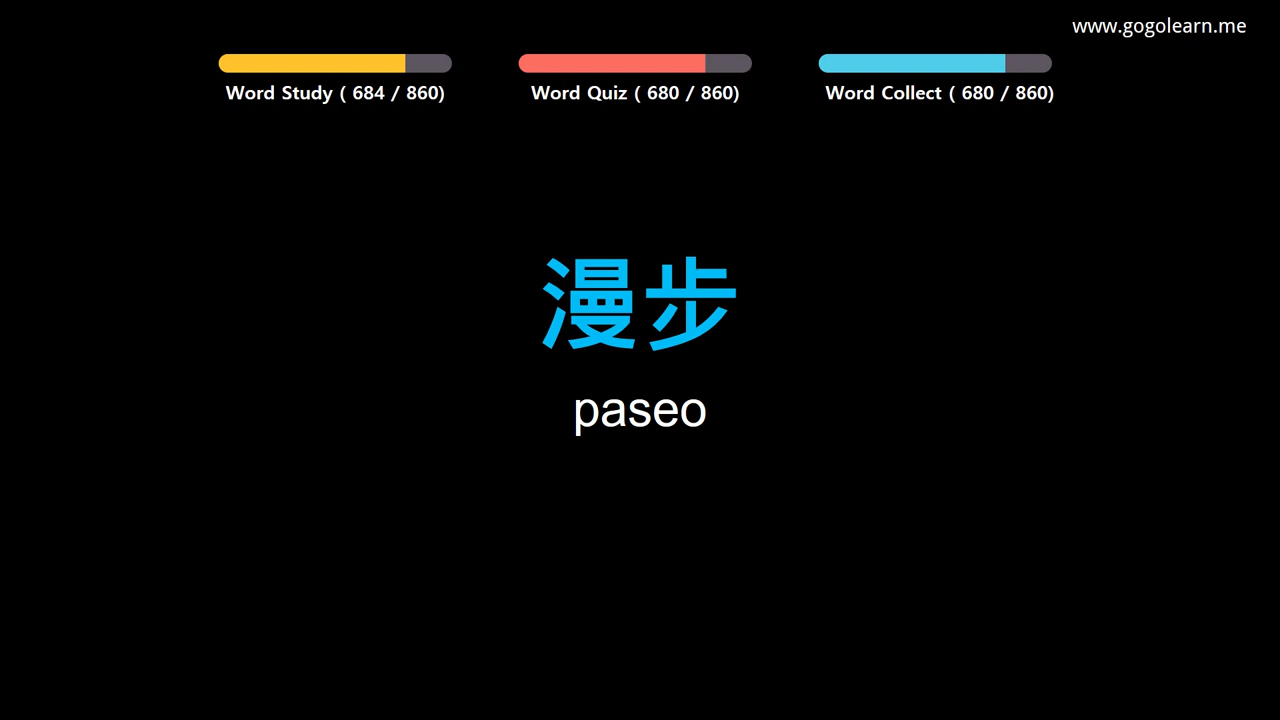 www.gogolearn.me
Word Study ( 684 / 860)
Word Quiz ( 680 / 860)
Word Collect ( 680 / 860)
漫步
paseo